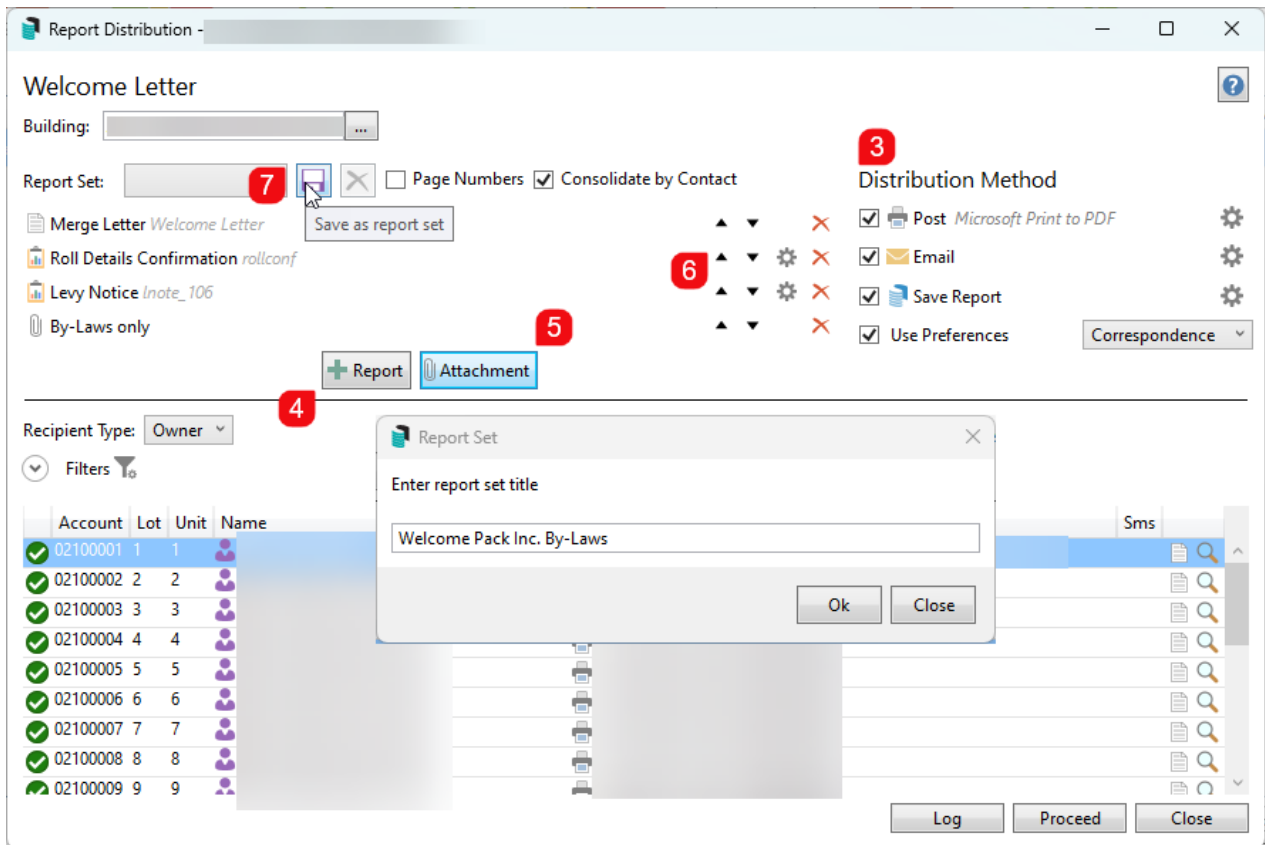 Report Distribution -
Welcome Letter
Building: ...
3
Report Set: 7 Page Numbers Consolidate by Contact Distribution Method
Merge Letter Welcome Letter Save as report set Post Microsoft Print to PDF
Roll Details Confirmation rollconf 6 Email
Levy Notice lnote_106 Save Report
By-Laws only 5 Use Preferences Correspondence
Report Attachment
4
Recipient Type: Owner Report Set
Filters
Enter report set title
Account Lot Unit Name Sms
Welcome Pack Inc. By-Laws
02100001 1 1
02100002 2 2
02100003 3 3 Ok Close
02100004 4 4
02100005 5 5
02100006 6 6
02100007 7 7
02100008 8 8
02100009 9 9
Log Proceed Close